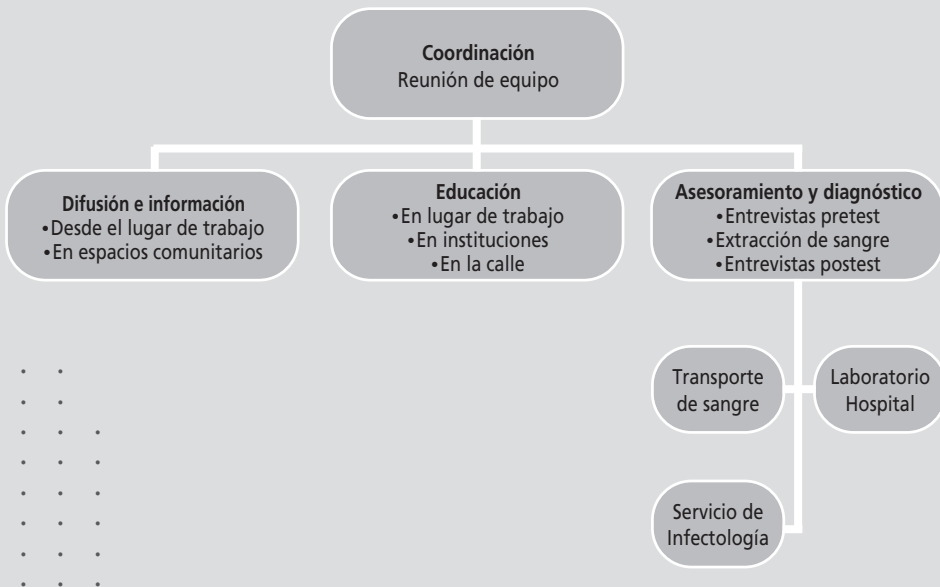 Coordinación
Reunión de equipo
Difusión e información
•Desde el lugar de trabajo
•En espacios comunitarios
Educación
•En lugar de trabajo
•En instituciones
•En la calle
Asesoramiento y diagnóstico
•Entrevistas pretest
•Extracción de sangre
•Entrevistas postest
Transporte
de sangre
Laboratorio
Hospital
Servicio de
Infectología